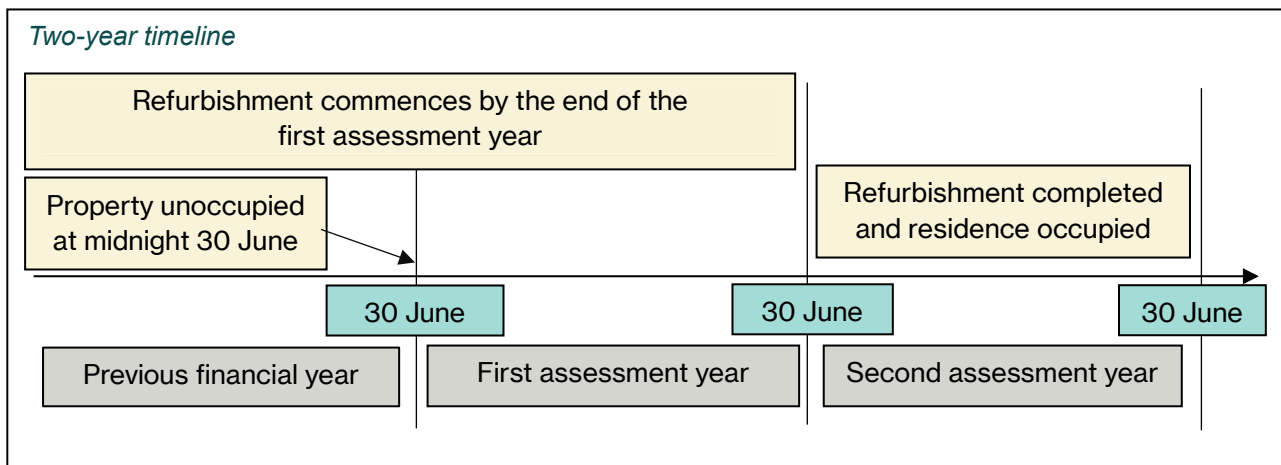 Two-year timeline
Refurbishment commences by the end of the
first assessment year
Property unoccupied
at midnight 30 June
Refurbishment completed
and residence occupied
30 June
30 June
30 June
Previous financial year
First assessment year
Second assessment year